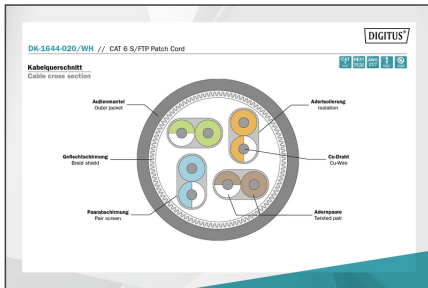 DIGITUS®
DK-1644-020/WH // CAT 6 S/FTP Patch Cord
Kabelquerschnitt
Cable cross section
Außenmantel
Outer jacket
Aderisolierung
Isolation
Geflechtschirmung
Braid shield
Cu-Draht
Cu-Wire
Paarabschirmung
Pair screen
Adernpaare
Twisted pair